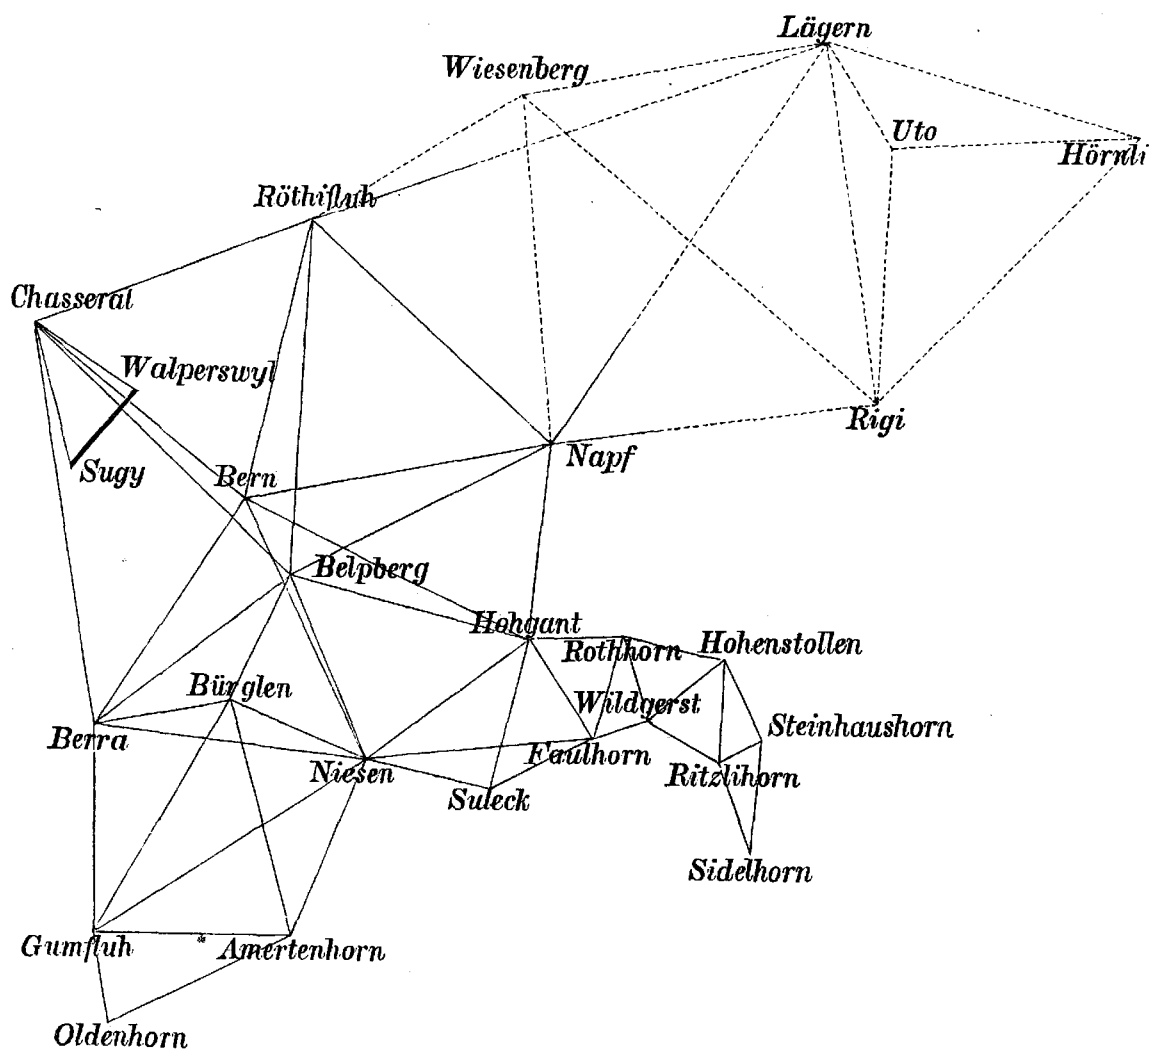 Lägern
Wiesenberg
Uto
Hörnli
Röthifluh
Chasseral
Walperswyl
Rigi
Napf
Sugy
Bern
Belpberg
Hohgant
Rothhorn
Hohenstollen
Bürglen
Wildgerst
Steinhaushorn
Berra
Faulhorn
Niesen
Ritzlihorn
Suleck
Sidelhorn
Gumfluh
Amertenhorn
Oldenhorn